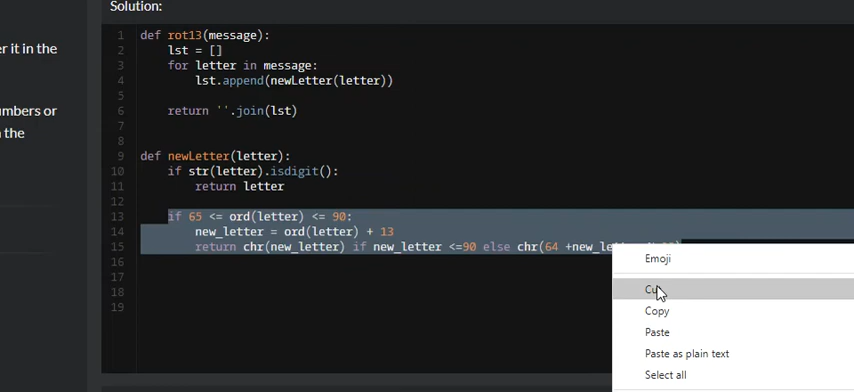 Solution:
er it in the
umbers or
the
1 def rot13(message):
2 lst = []
3 for letter in message:
4 lst.append(newLetter(letter))
5
6 return ''.join(lst)
7
8
9 def newLetter(letter):
10 if str(letter).isdigit():
11 return letter
12
13 if 65 <= ord(letter) <= 90:
14 new_letter = ord(letter) + 13
15 return chr(new_letter) if new_letter <=90 else chr(64 +new_le
16
17
18
19
Emoji
Cu
Copy
Paste
Paste as plain text
Select all